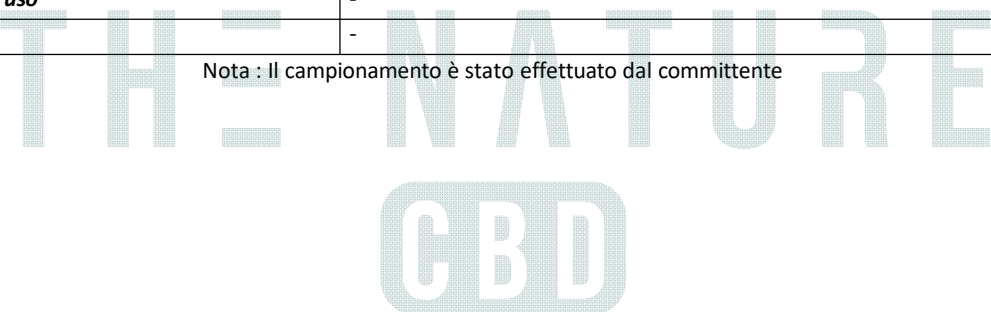 uso -
-
Nota : Il campionamento è stato effettuato dal committente
THE NATURE
CBD